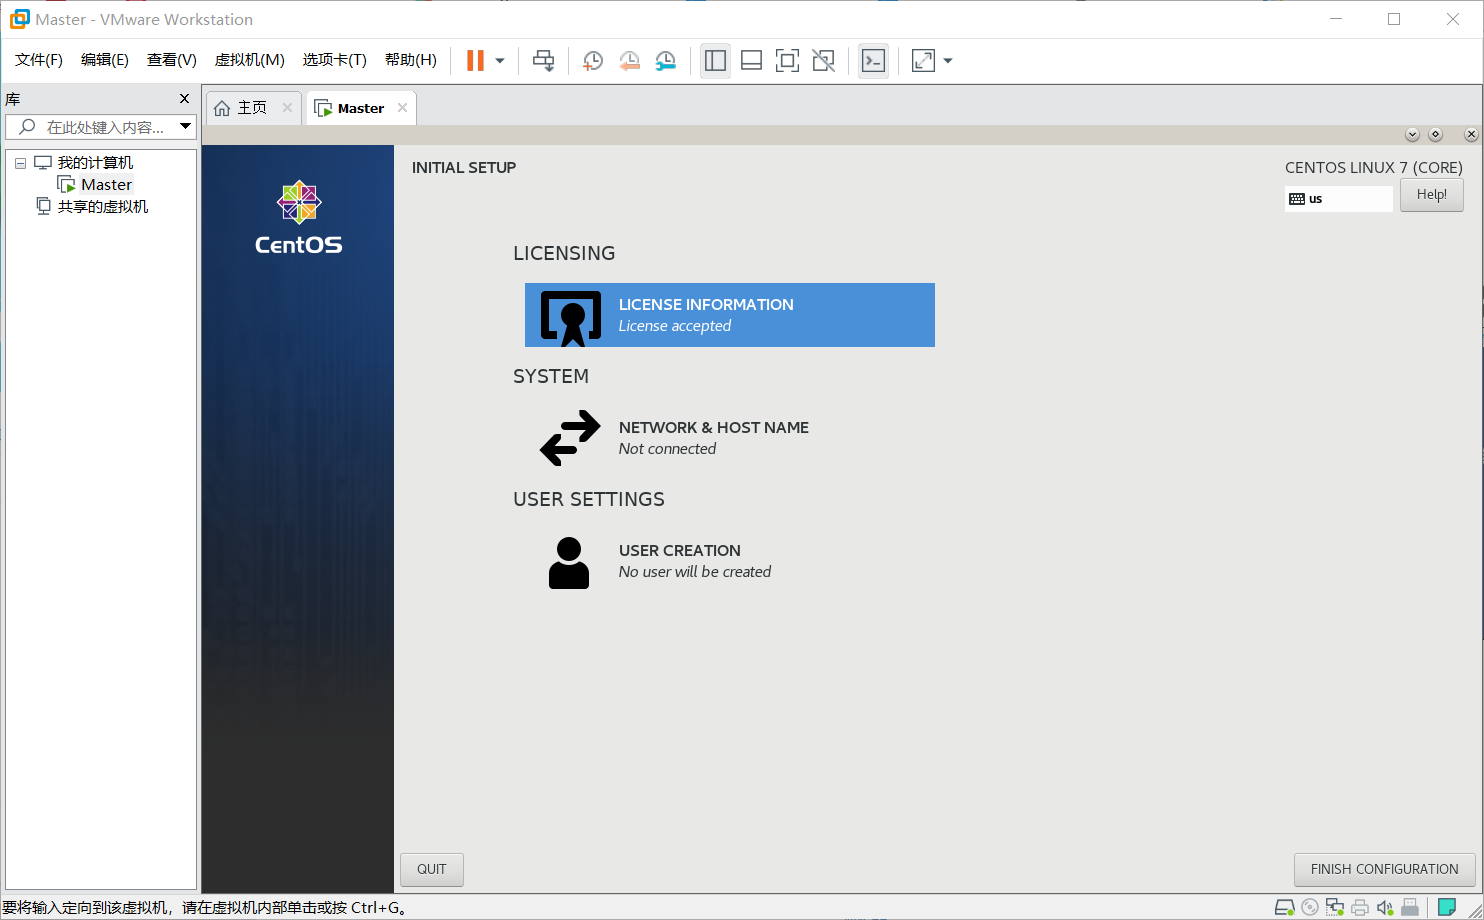 Master - VMware Workstation
文件(F) 编辑(E) 查看(V) 虚拟机(M) 选项卡(T) 帮助(H)
库
在此处键入内容...
我的计算机
Master
共享的虚拟机
主页
Master
CentOS
INITIAL SETUP
CENTOS LINUX 7 (CORE)
us
Help!
LICENSING
LICENSE INFORMATION
License accepted
SYSTEM
NETWORK & HOST NAME
Not connected
USER SETTINGS
USER CREATION
No user will be created
QUIT
FINISH CONFIGURATION
要将输入定向到该虚拟机，请在虚拟机内部单击或按 Ctrl+G。